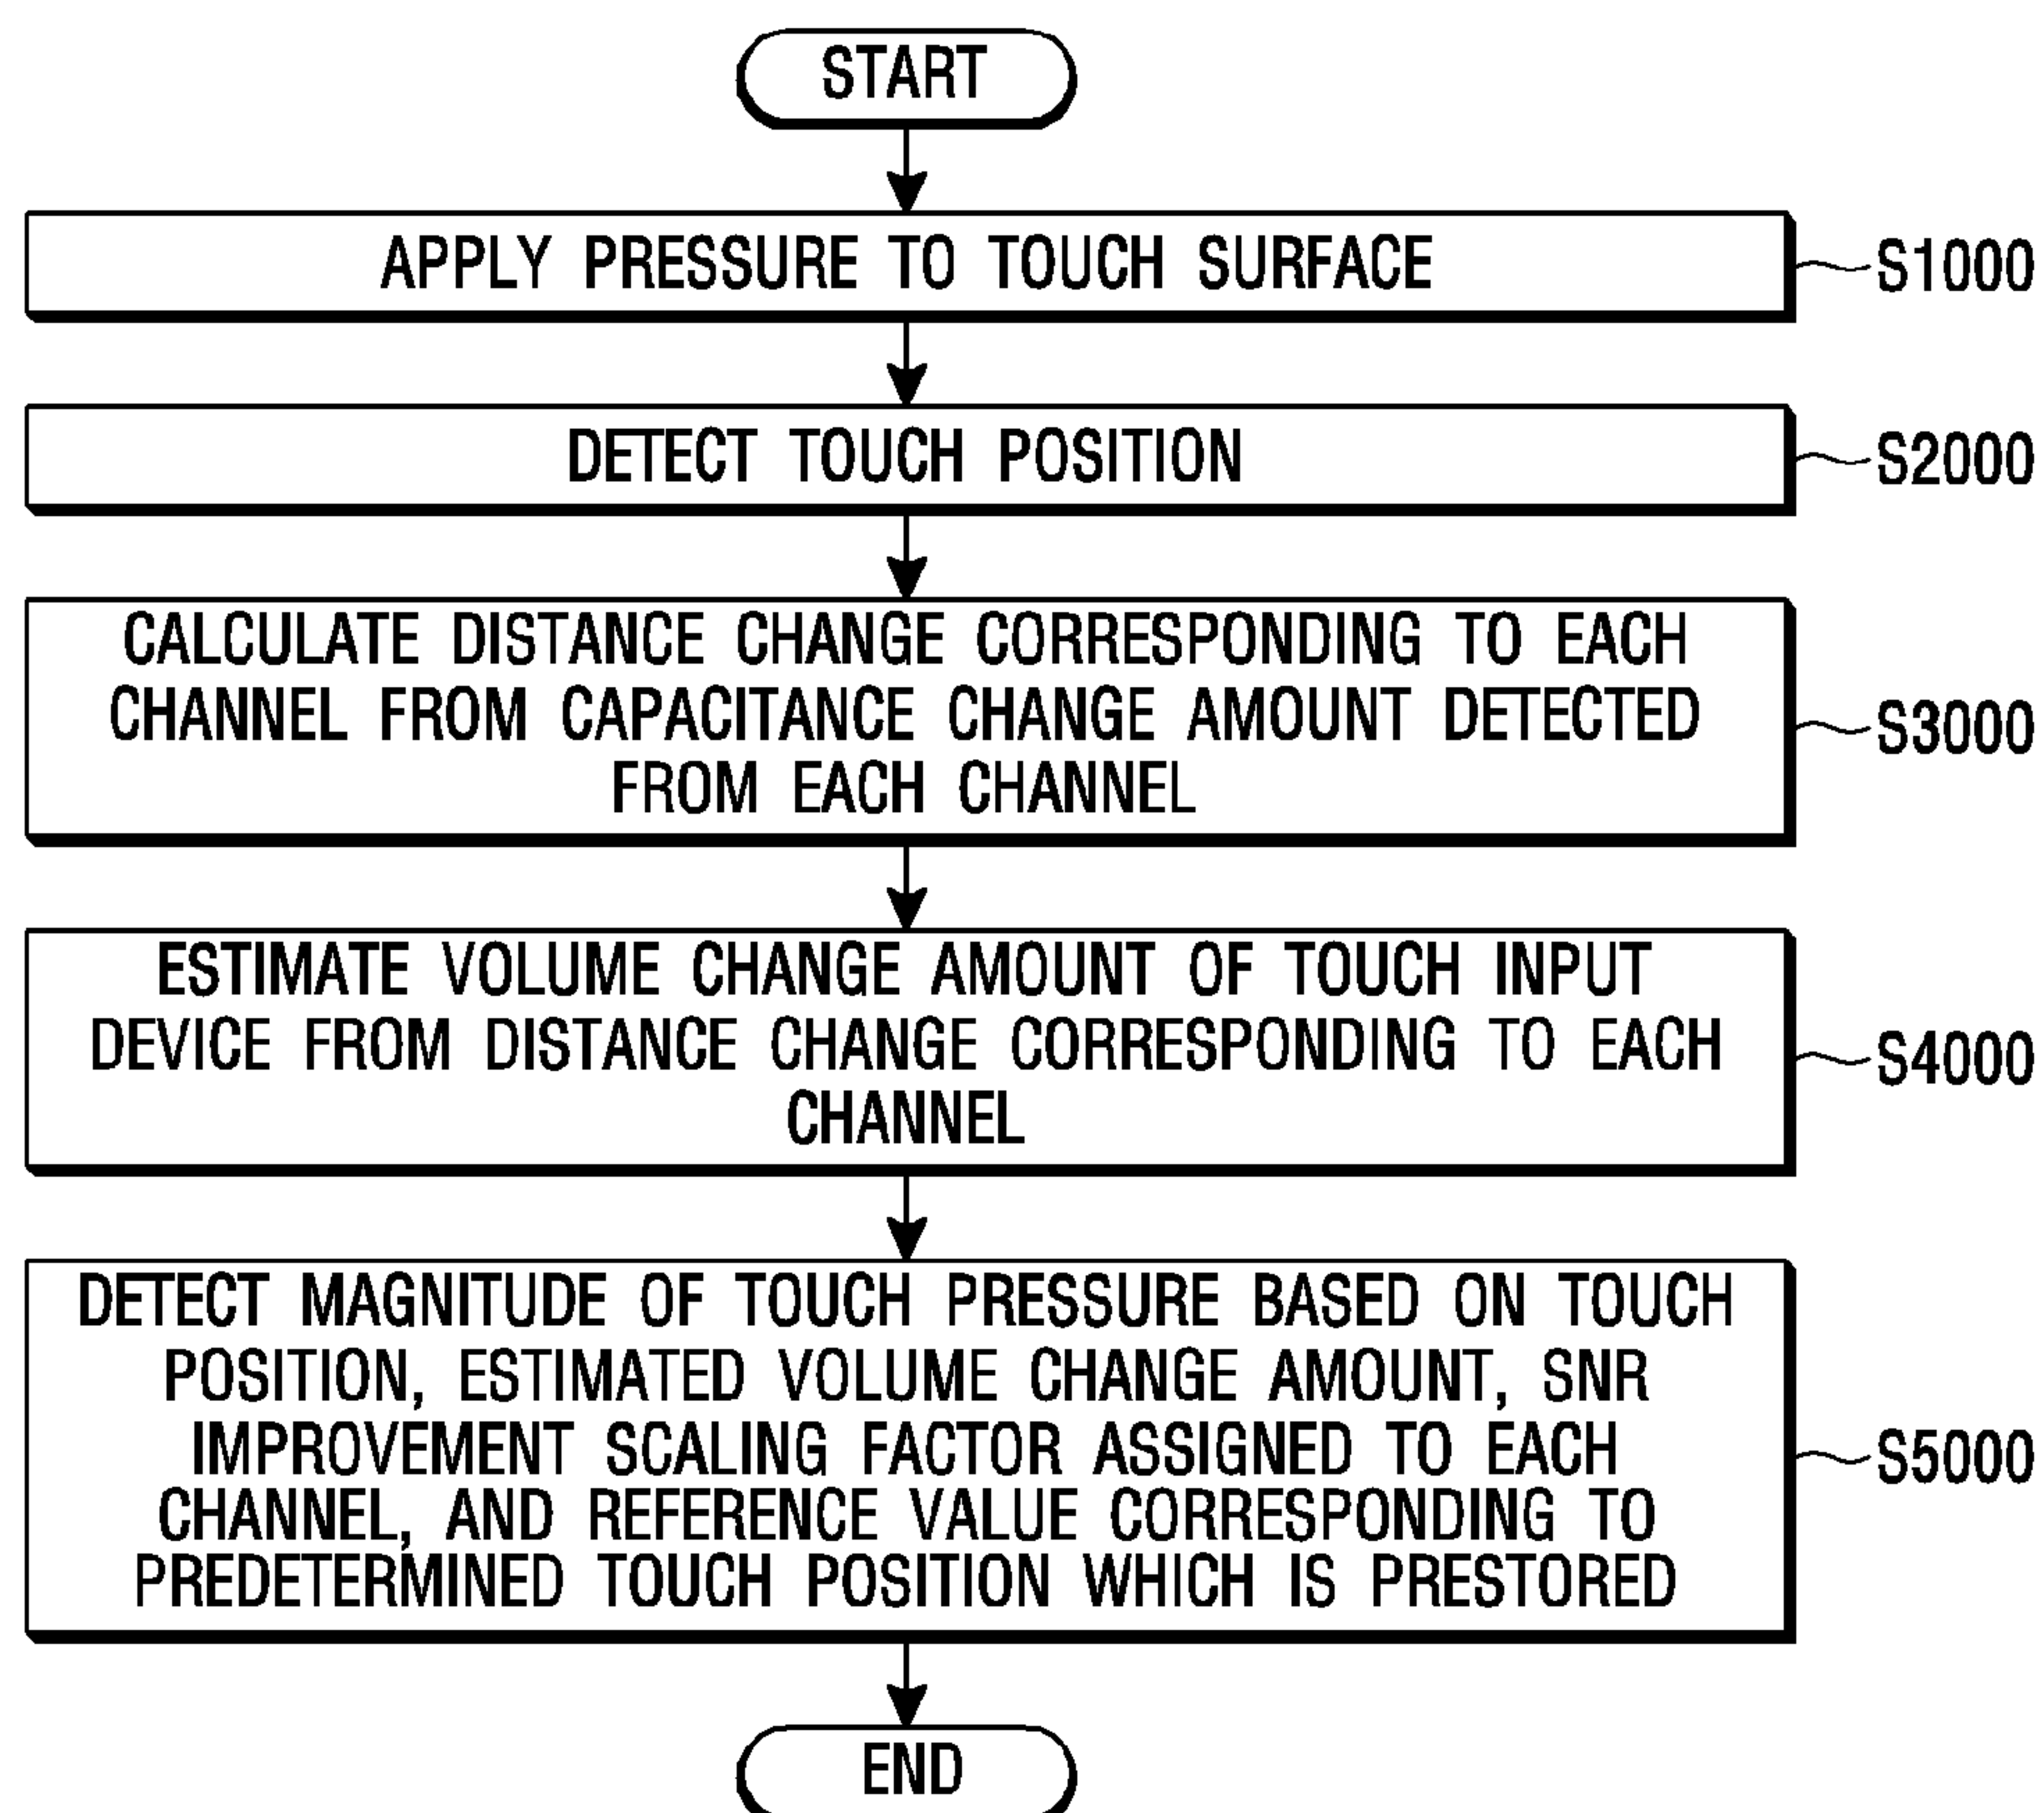 START
APPLY PRESSURE TO TOUCH SURFACE
S1000
DETECT TOUCH POSITION
S2000
CALCULATE DISTANCE CHANGE CORRESPONDING TO EACH
CHANNEL FROM CAPACITANCE CHANGE AMOUNT DETECTED
FROM EACH CHANNEL
S3000
ESTIMATE VOLUME CHANGE AMOUNT OF TOUCH INPUT
DEVICE FROM DISTANCE CHANGE CORRESPONDING TO EACH
CHANNEL
S4000
DETECT MAGNITUDE OF TOUCH PRESSURE BASED ON TOUCH
POSITION, ESTIMATED VOLUME CHANGE AMOUNT, SNR
IMPROVEMENT SCALING FACTOR ASSIGNED TO EACH
CHANNEL, AND REFERENCE VALUE CORRESPONDING TO
PREDETERMINED TOUCH POSITION WHICH IS PRESTORED
S5000
END